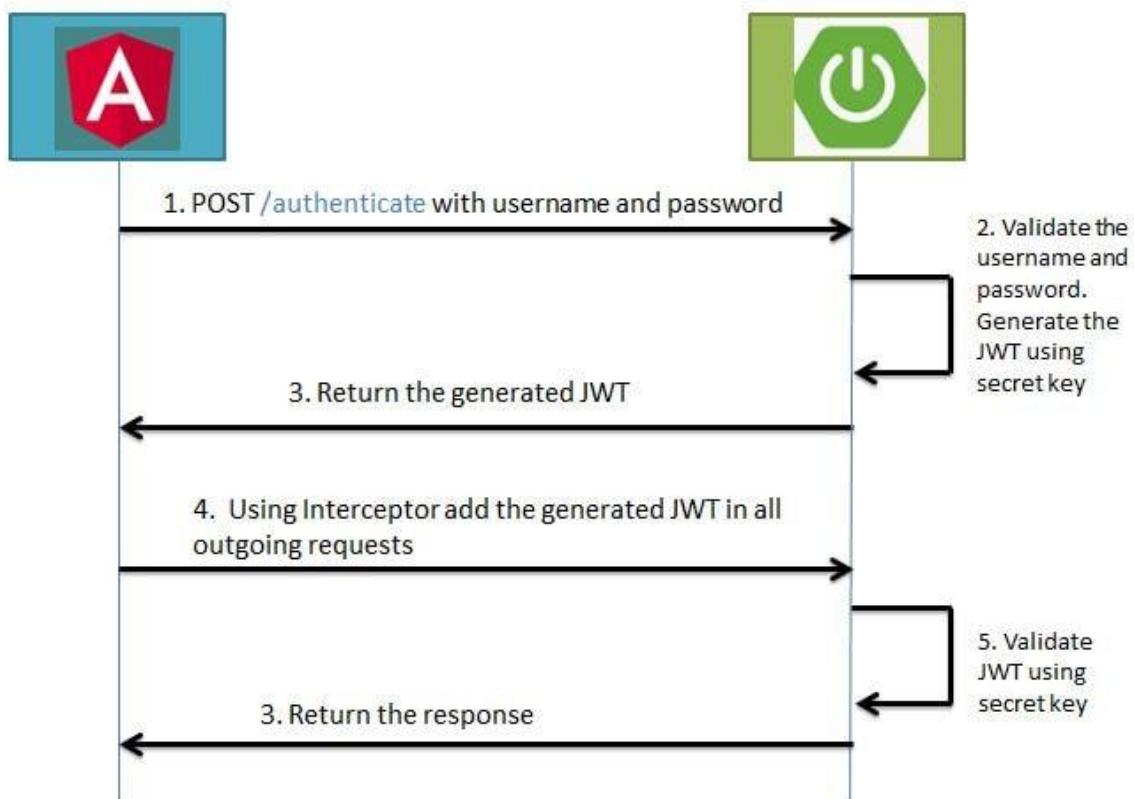 A
1. POST /authenticate with username and password
2. Validate the
username and
password.
Generate the
JWT using
secret key
3. Return the generated JWT
4. Using Interceptor add the generated JWT in all
outgoing requests
5. Validate
JWT using
secret key
3. Return the response